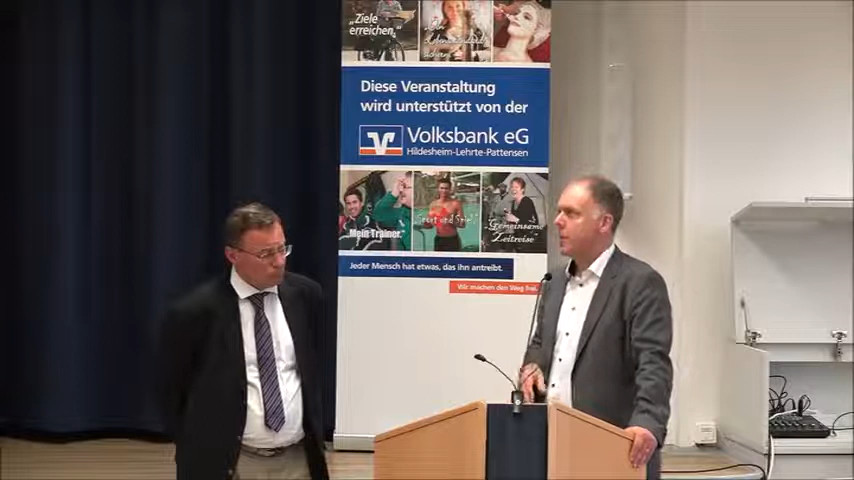 „Ziele
erreichen.“
Diese Veranstaltung
wird unterstützt von der
Volksbank eG
Hildesheim-Lehrte-Pattensen
Mein Trainer.
Sport und Spiel
Gemeinsame
Zeitreise
Jeder Mensch hat etwas, das ihn antreibt.
Wir machen den Weg frei.